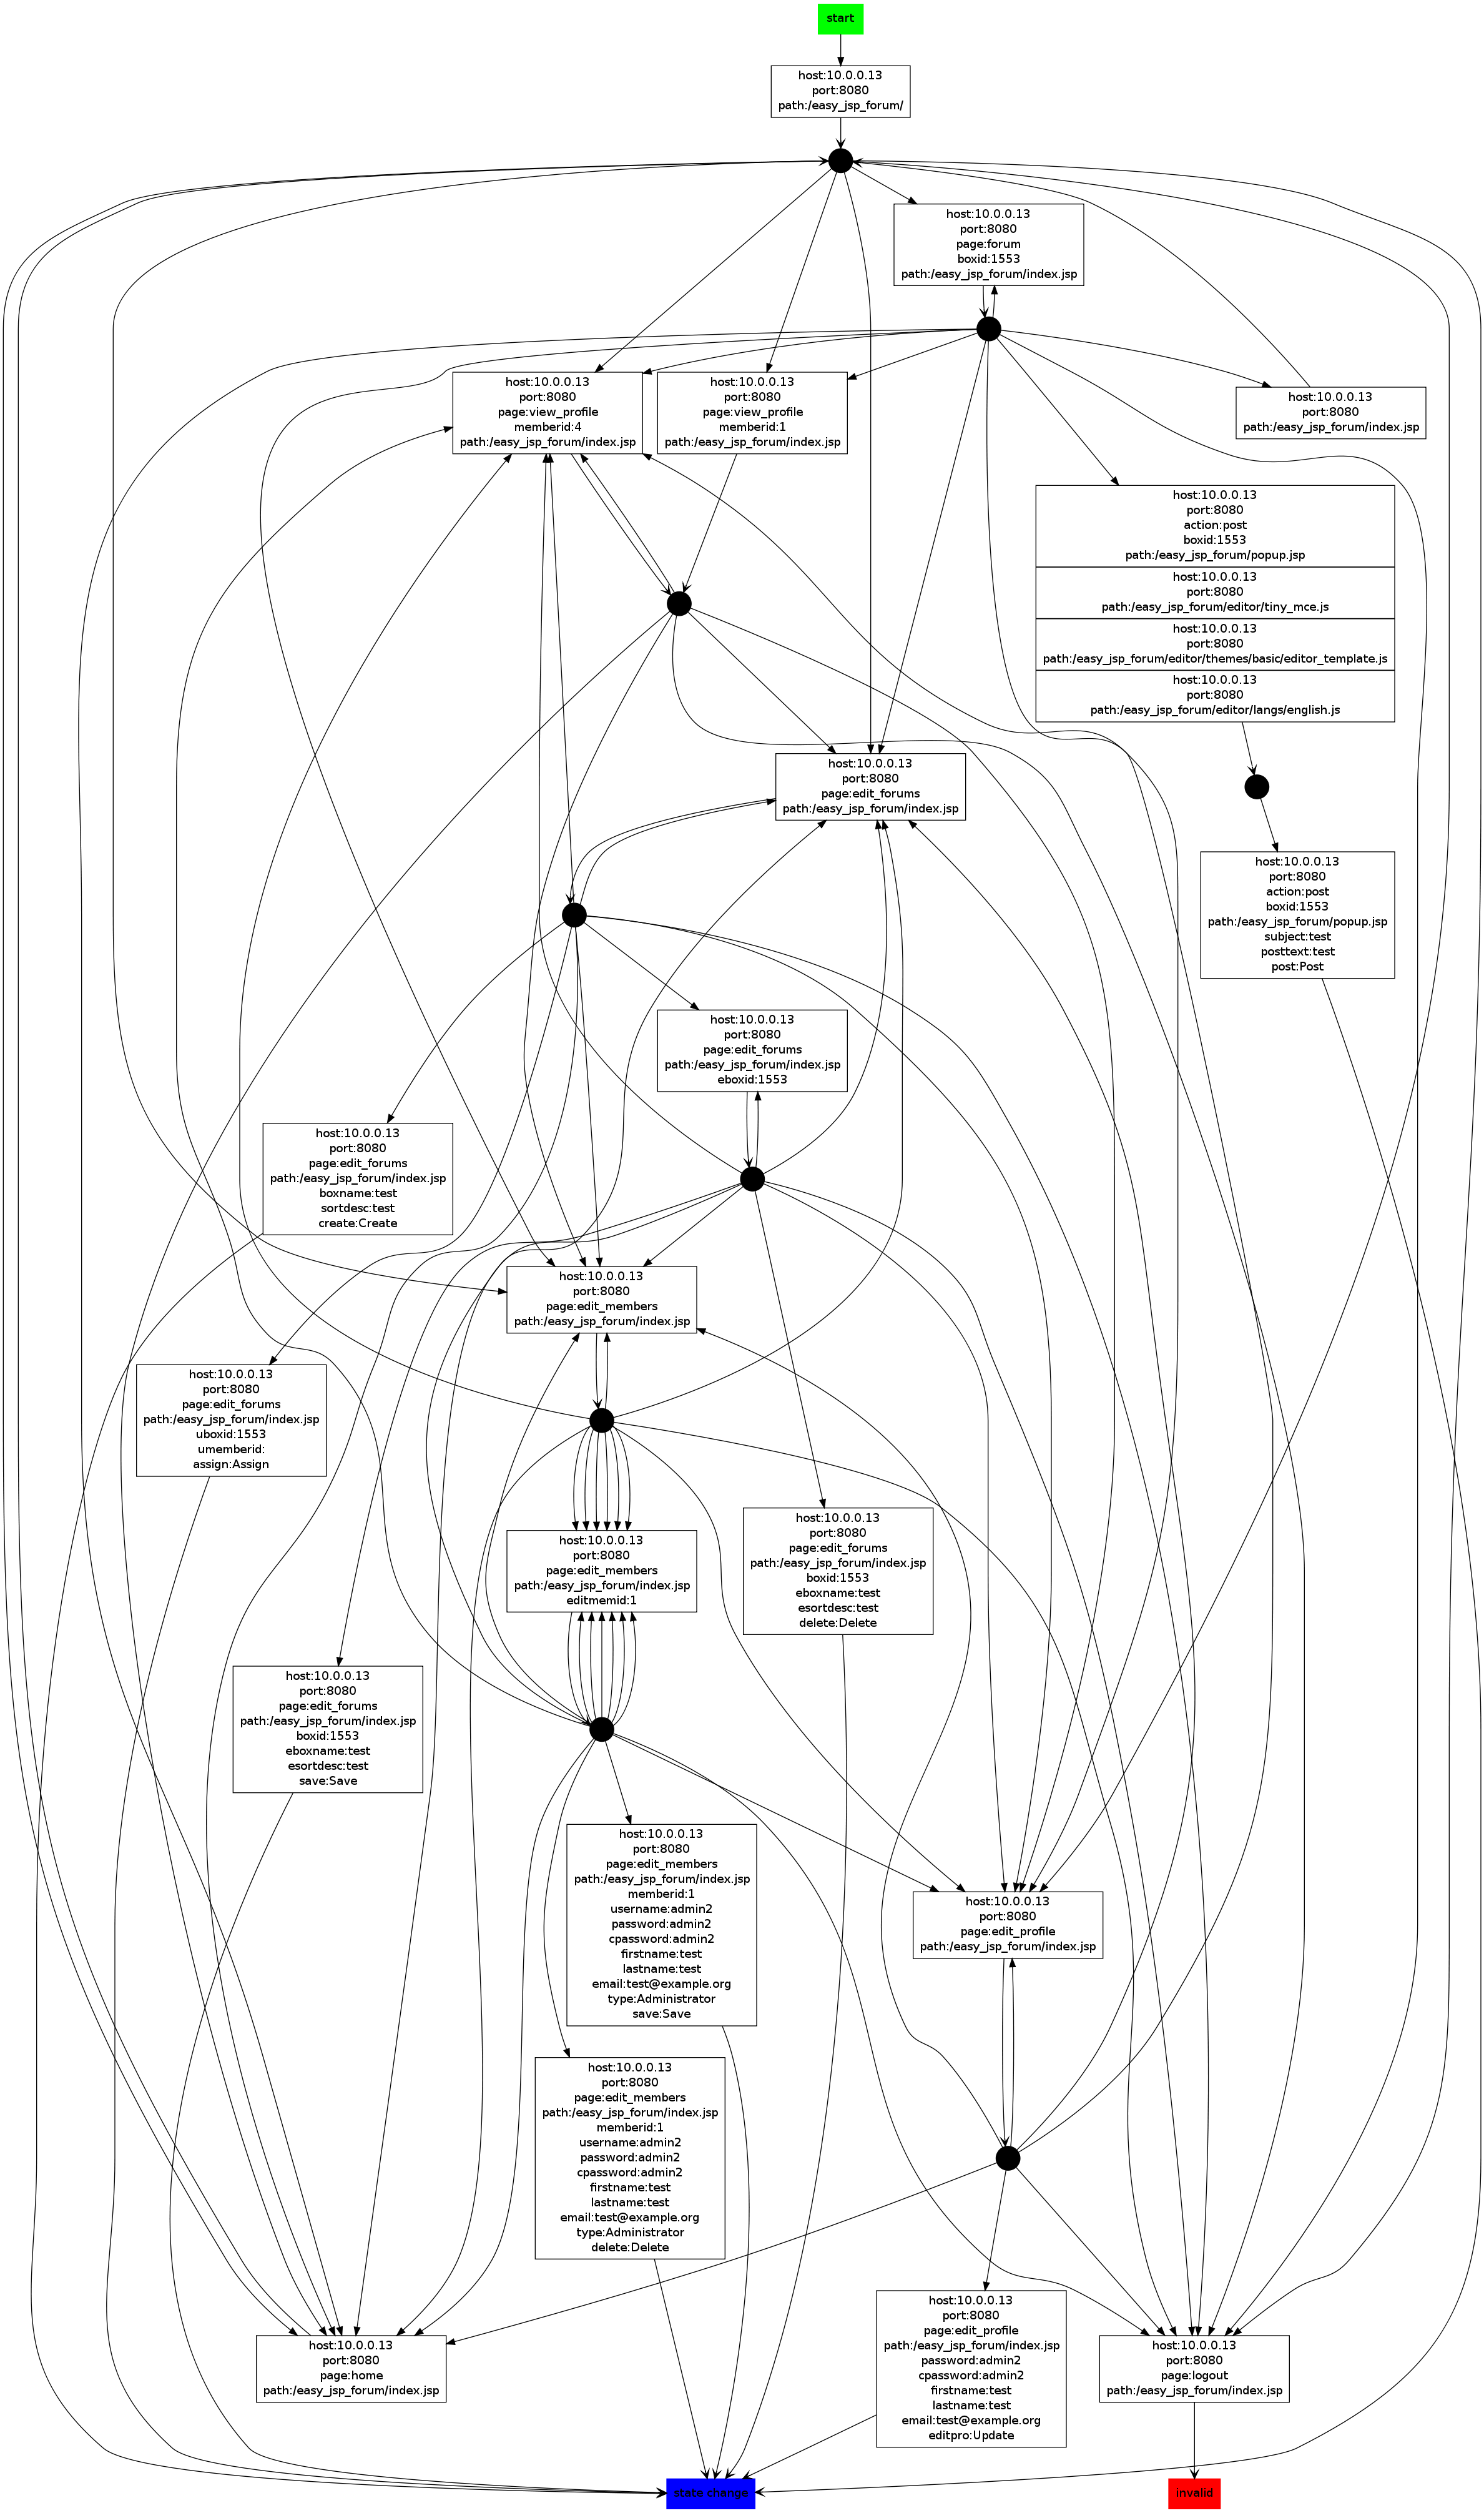 start
host:10.0.0.13
port:8080
path:/easy_jsp_forum/
host:10.0.0.13
port:8080
page:forum
boxid:1553
path:/easy_jsp_forum/index.jsp
host:10.0.0.13
port:8080
page:view_profile
memberid:4
path:/easy_jsp_forum/index.jsp
host:10.0.0.13
port:8080
page:view_profile
memberid:1
path:/easy_jsp_forum/index.jsp
host:10.0.0.13
port:8080
path:/easy_jsp_forum/index.jsp
host:10.0.0.13
port:8080
action:post
boxid:1553
path:/easy_jsp_forum/popup.jsp
host:10.0.0.13
port:8080
path:/easy_jsp_forum/editor/tiny_mce.js
host:10.0.0.13
port:8080
path:/easy_jsp_forum/editor/themes/basic/editor_template.js
host:10.0.0.13
port:8080
path:/easy_jsp_forum/editor/langs/english.js
host:10.0.0.13
port:8080
page:edit_forums
path:/easy_jsp_forum/index.jsp
host:10.0.0.13
port:8080
action:post
boxid:1553
path:/easy_jsp_forum/popup.jsp
subject:test
posttext:test
post:Post
host:10.0.0.13
port:8080
page:edit_forums
path:/easy_jsp_forum/index.jsp
eboxid:1553
host:10.0.0.13
port:8080
page:edit_forums
path:/easy_jsp_forum/index.jsp
boxname:test
sortdesc:test
create:Create
host:10.0.0.13
port:8080
page:edit_members
path:/easy_jsp_forum/index.jsp
host:10.0.0.13
port:8080
page:edit_forums
path:/easy_jsp_forum/index.jsp
uboxid:1553
umemberid:
assign:Assign
host:10.0.0.13
port:8080
page:edit_members
path:/easy_jsp_forum/index.jsp
editmemid:1
host:10.0.0.13
port:8080
page:edit_forums
path:/easy_jsp_forum/index.jsp
boxid:1553
eboxname:test
esortdesc:test
delete:Delete
host:10.0.0.13
port:8080
page:edit_forums
path:/easy_jsp_forum/index.jsp
boxid:1553
eboxname:test
esortdesc:test
save:Save
host:10.0.0.13
port:8080
page:edit_members
path:/easy_jsp_forum/index.jsp
memberid:1
username:admin2
password:admin2
cpassword:admin2
firstname:test
lastname:test
email:test@example.org
type:Administrator
save:Save
host:10.0.0.13
port:8080
page:edit_profile
path:/easy_jsp_forum/index.jsp
host:10.0.0.13
port:8080
page:edit_members
path:/easy_jsp_forum/index.jsp
memberid:1
username:admin2
password:admin2
cpassword:admin2
firstname:test
lastname:test
email:test@example.org
type:Administrator
delete:Delete
host:10.0.0.13
port:8080
page:edit_profile
path:/easy_jsp_forum/index.jsp
password:admin2
cpassword:admin2
firstname:test
lastname:test
email:test@example.org
editpro:Update
host:10.0.0.13
port:8080
page:home
path:/easy_jsp_forum/index.jsp
host:10.0.0.13
port:8080
page:logout
path:/easy_jsp_forum/index.jsp
state change
invalid